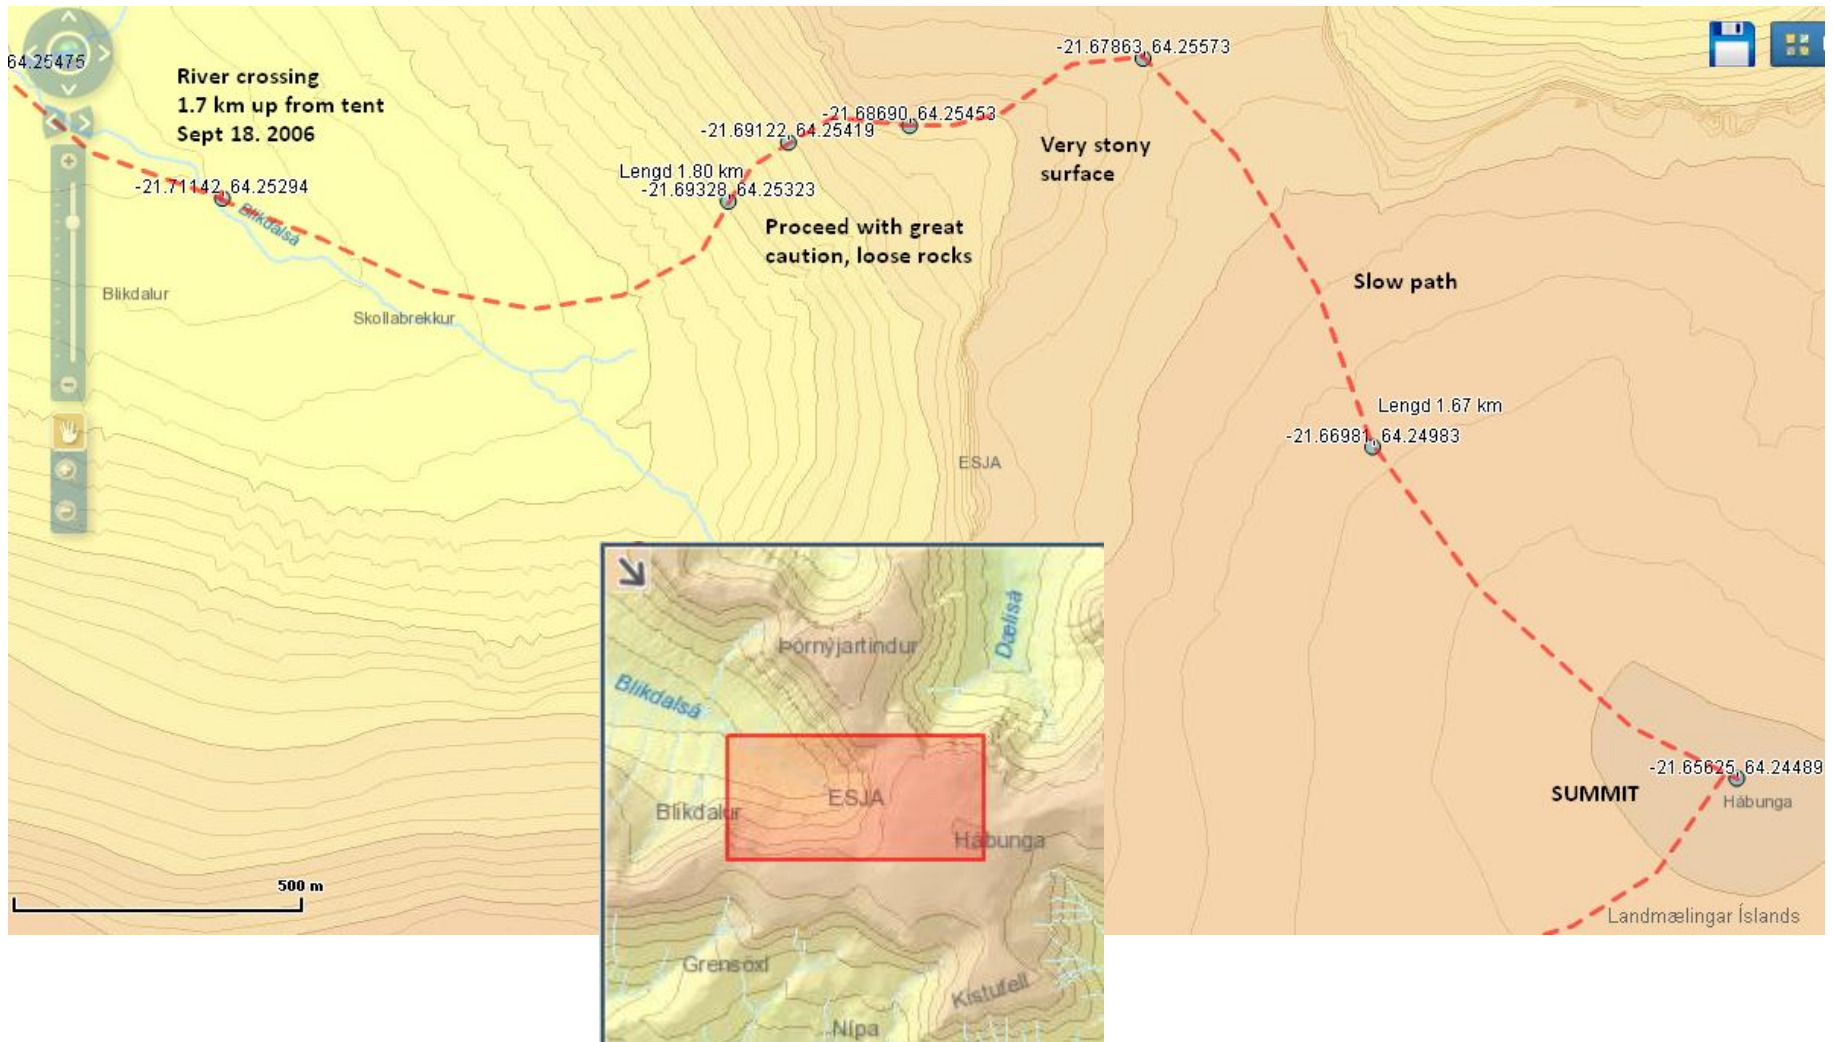 -21.67863, 64.25573
64.25475
River crossing
1.7 km up from tent
Sept 18. 2006
-21.68690, 64.25453
-21.69122, 64.25419
Very stony
surface
Lengd 1.80 km
-21.69328, 64.25323
-21.71142, 64.25294
Blikdalsá
Proceed with great
caution, loose rocks
Slow path
Blikdalur
Skollabrekkur
Lengd 1.67 km
-21.66981, 64.24983
ESJA
-21.65625, 64.24489
SUMMIT
Hábunga
500 m
Landmælingar Íslands
Dælisá
Þórnýjartindur
Blikdalsá
ESJA
Blikdalur
Hábunga
Grensöxl
Kistufell
Nípa